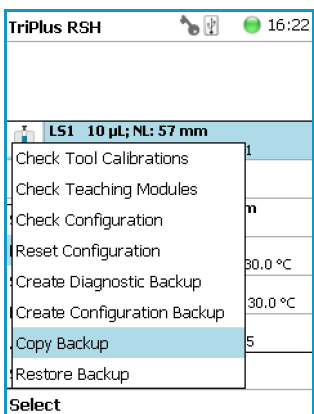 TriPlus RSH 16:22
LS1 10 µL; NL: 57 mm
1
Check Tool Calibrations
Check Teaching Modules
Check Configuration
m
Reset Configuration
30.0 °C
Create Diagnostic Backup
Create Configuration Backup
30.0 °C
Copy Backup
5
Restore Backup
Select